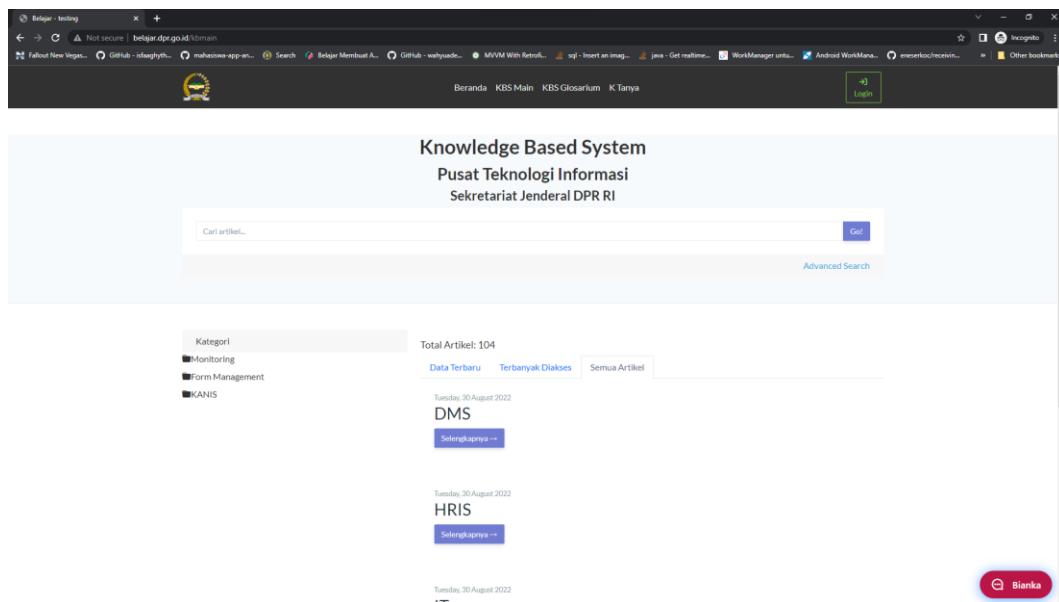 Belajar - testing
Not secure | belajar.dpr.go.id/kbmain
Incognito
Fallout New Vegas...
GitHub - isfaaghyth...
mahasiswa-app-an...
Search
Belajar Membuat A...
GitHub - wahyuade...
MVVM With Retrofi...
sql - Insert an imag...
java - Get realtime...
WorkManager untu...
Android WorkMana...
eneserkoc/receivin...
Other bookmark
Beranda KBS Main KBS Glosarium K Tanya
Login
Knowledge Based System
Pusat Teknologi Informasi
Sekretariat Jenderal DPR RI
Cari artikel...
Go!
Advanced Search
Kategori
Monitoring
Form Management
KANIS
Total Artikel: 104
Data Terbaru Terbanyak Diakses Semua Artikel
Tuesday, 30 August 2022
DMS
Selengkapnya →
Tuesday, 30 August 2022
HRIS
Selengkapnya →
Tuesday, 30 August 2022
Bianka